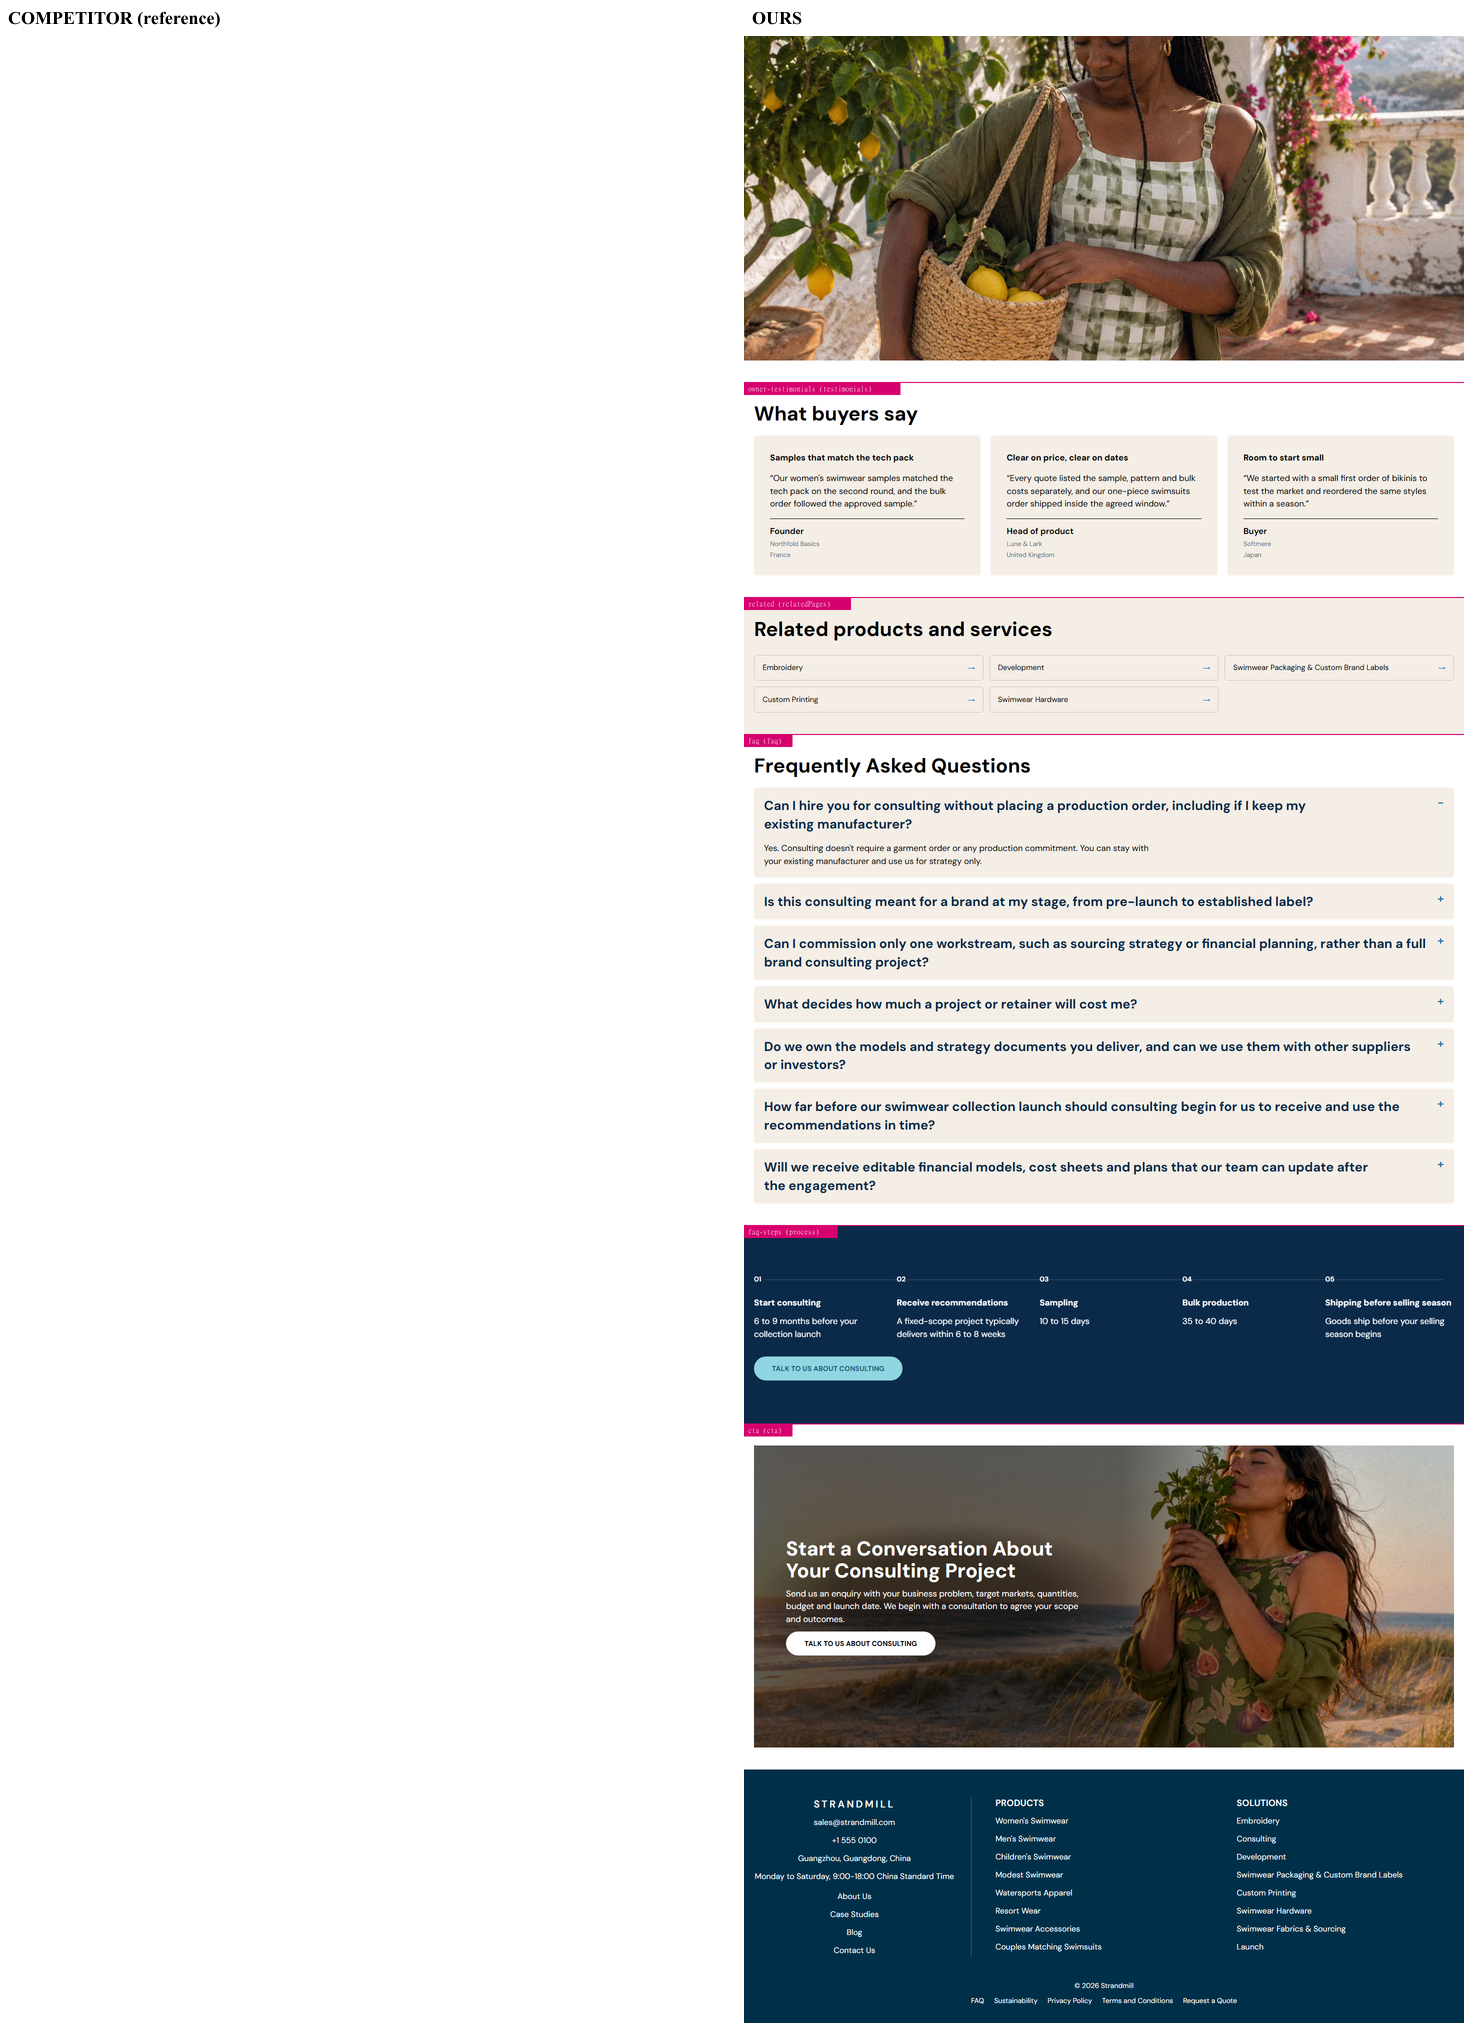 COMPETITOR (reference)
OURS
owner-testimonials (testimonials)
What buyers say
Samples that match the tech pack
"Our women's swimwear samples matched the
tech pack on the second round, and the bulk
order followed the approved sample."
Founder
Northfold Basics
France
Clear on price, clear on dates
"Every quote listed the sample, pattern and bulk
costs separately, and our one-piece swimsuits
order shipped inside the agreed window."
Head of product
Lune & Lark
United Kingdom
Room to start small
"We started with a small first order of bikinis to
test the market and reordered the same styles
within a season."
Buyer
Softmere
Japan
related (relatedPages)
Related products and services
Embroidery →
Development →
Swimwear Packaging & Custom Brand Labels →
Custom Printing →
Swimwear Hardware →
faq (faq)
Frequently Asked Questions
Can I hire you for consulting without placing a production order, including if I keep my
existing manufacturer?
Yes. Consulting doesn't require a garment order or any production commitment. You can stay with
your existing manufacturer and use us for strategy only.
Is this consulting meant for a brand at my stage, from pre-launch to established label? +
Can I commission only one workstream, such as sourcing strategy or financial planning, rather than a full +
brand consulting project?
What decides how much a project or retainer will cost me? +
Do we own the models and strategy documents you deliver, and can we use them with other suppliers +
or investors?
How far before our swimwear collection launch should consulting begin for us to receive and use the +
recommendations in time?
Will we receive editable financial models, cost sheets and plans that our team can update after +
the engagement?
faq-steps (process)
01
Start consulting
6 to 9 months before your
collection launch
02
Receive recommendations
A fixed-scope project typically
delivers within 6 to 8 weeks
03
Sampling
10 to 15 days
04
Bulk production
35 to 40 days
05
Shipping before selling season
Goods ship before your selling
season begins
TALK TO US ABOUT CONSULTING
cta (cta)
Start a Conversation About
Your Consulting Project
Send us an enquiry with your business problem, target markets, quantities,
budget and launch date. We begin with a consultation to agree your scope
and outcomes.
TALK TO US ABOUT CONSULTING
STRANDMILL
sales@strandmill.com
+1 555 0100
Guangzhou, Guangdong, China
Monday to Saturday, 9:00-18:00 China Standard Time
About Us
Case Studies
Blog
Contact Us
PRODUCTS
Women's Swimwear
Men's Swimwear
Children's Swimwear
Modest Swimwear
Watersports Apparel
Resort Wear
Swimwear Accessories
Couples Matching Swimsuits
SOLUTIONS
Embroidery
Consulting
Development
Swimwear Packaging & Custom Brand Labels
Custom Printing
Swimwear Hardware
Swimwear Fabrics & Sourcing
Launch
© 2026 Strandmill
FAQ Sustainability Privacy Policy Terms and Conditions Request a Quote